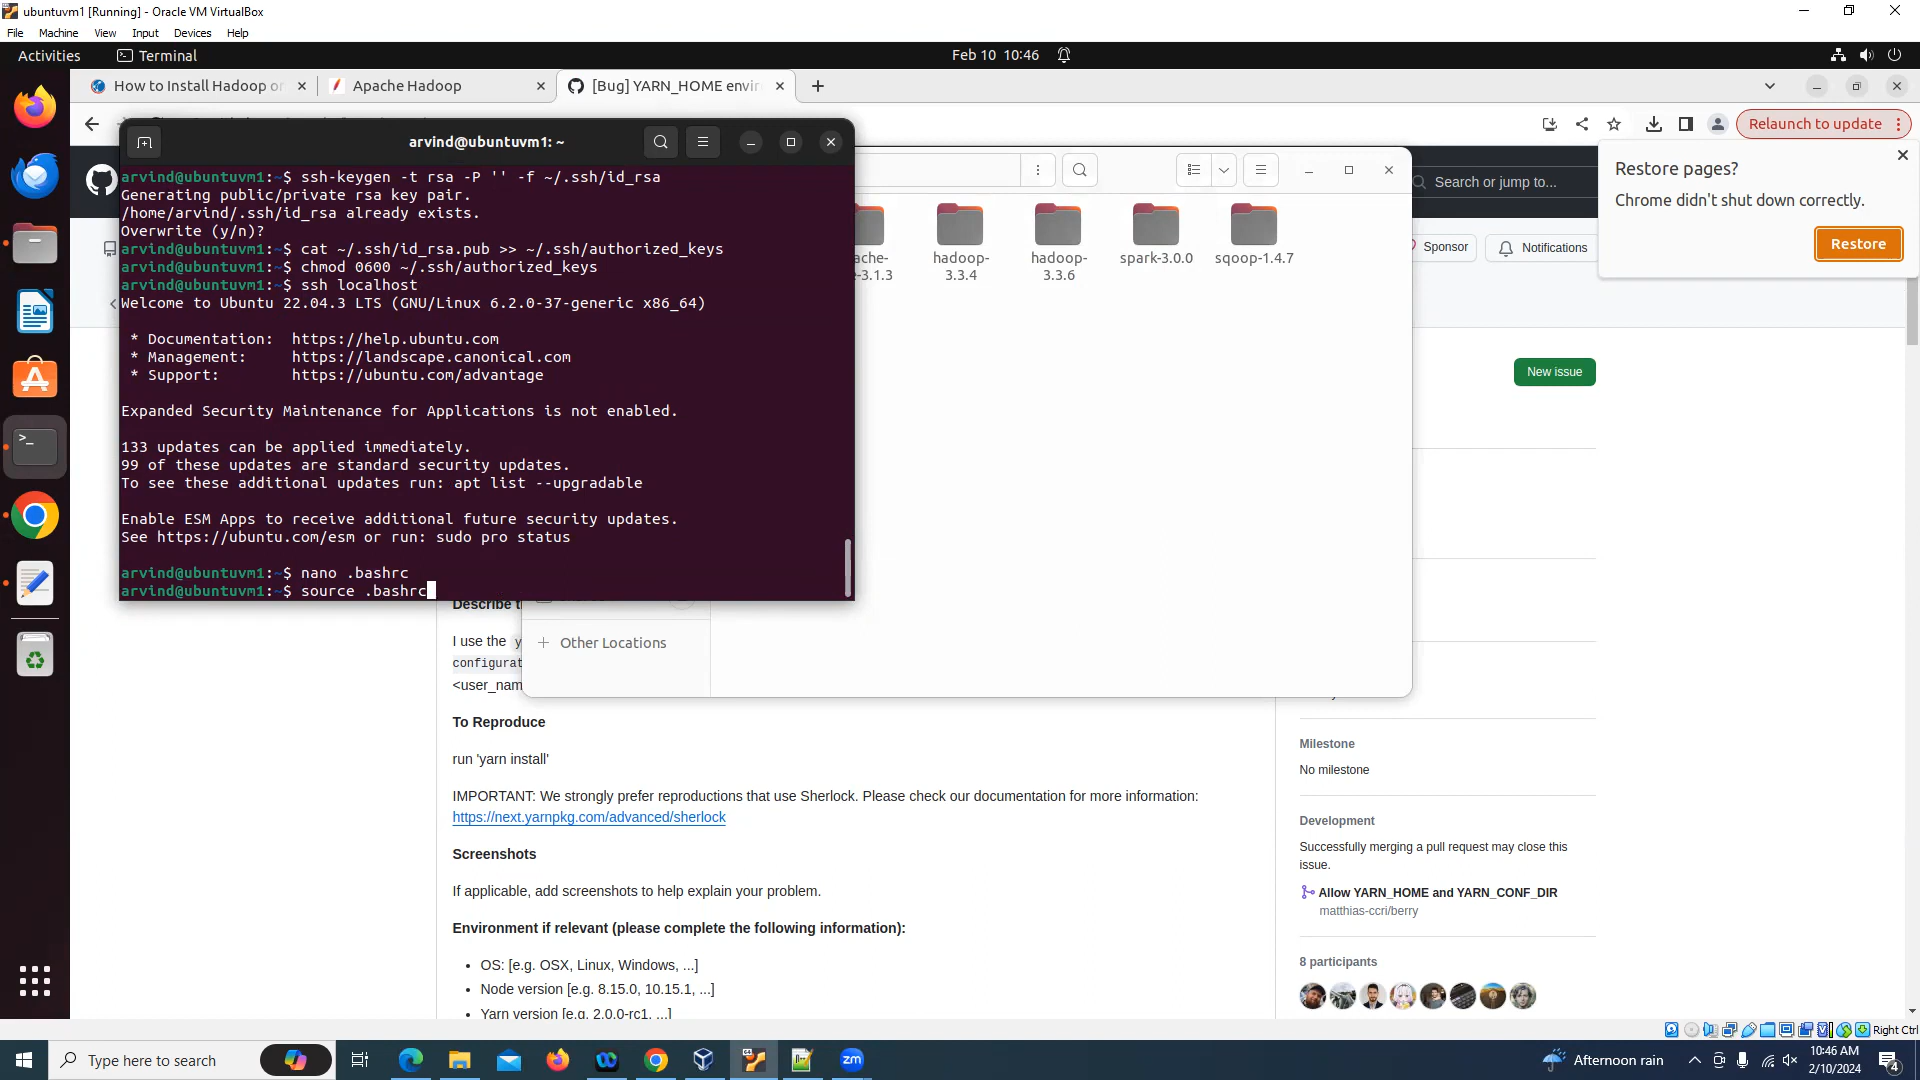 ubuntuvm1 [Running] - Oracle VM VirtualBox
File Machine View Input Devices Help
Activities Terminal Feb 10 10:46
How to Install Hadoop or
Apache Hadoop
[Bug] YARN_HOME envir
Relaunch to update
arvind@ubuntuvm1: ~
arvind@ubuntuvm1:~$ ssh-keygen -t rsa -P '' -f ~/.ssh/id_rsa
Generating public/private rsa key pair.
/home/arvind/.ssh/id_rsa already exists.
Overwrite (y/n)?
arvind@ubuntuvm1:~$ cat ~/.ssh/id_rsa.pub >> ~/.ssh/authorized_keys
arvind@ubuntuvm1:~$ chmod 0600 ~/.ssh/authorized_keys
arvind@ubuntuvm1:~$ ssh localhost
Welcome to Ubuntu 22.04.3 LTS (GNU/Linux 6.2.0-37-generic x86_64)
* Documentation: https://help.ubuntu.com
* Management: https://landscape.canonical.com
* Support: https://ubuntu.com/advantage
Expanded Security Maintenance for Applications is not enabled.
133 updates can be applied immediately.
99 of these updates are standard security updates.
To see these additional updates run: apt list --upgradable
Enable ESM Apps to receive additional future security updates.
See https://ubuntu.com/esm or run: sudo pro status
arvind@ubuntuvm1:~$ nano .bashrc
arvind@ubuntuvm1:~$ source .bashrc
ache-
e-3.1.3
hadoop-
3.3.4
hadoop-
3.3.6
spark-3.0.0
sqoop-1.4.7
Other Locations
Search or jump to...
Sponsor
Notifications
Restore pages?
Chrome didn't shut down correctly.
Restore
New issue
Describe t
I use the y
configurat
<user_nam
To Reproduce
run 'yarn install'
IMPORTANT: We strongly prefer reproductions that use Sherlock. Please check our documentation for more information:
https://next.yarnpkg.com/advanced/sherlock
Screenshots
If applicable, add screenshots to help explain your problem.
Environment if relevant (please complete the following information):
• OS: [e.g. OSX, Linux, Windows, ...]
• Node version [e.g. 8.15.0, 10.15.1, ...]
• Yarn version [e.g. 2.0.0-rc1, ...]
Milestone
No milestone
Development
Successfully merging a pull request may close this
issue.
Allow YARN_HOME and YARN_CONF_DIR
matthias-ccri/berry
8 participants
Right Ctrl
Type here to search
zm
Afternoon rain
10:46 AM
2/10/2024
4